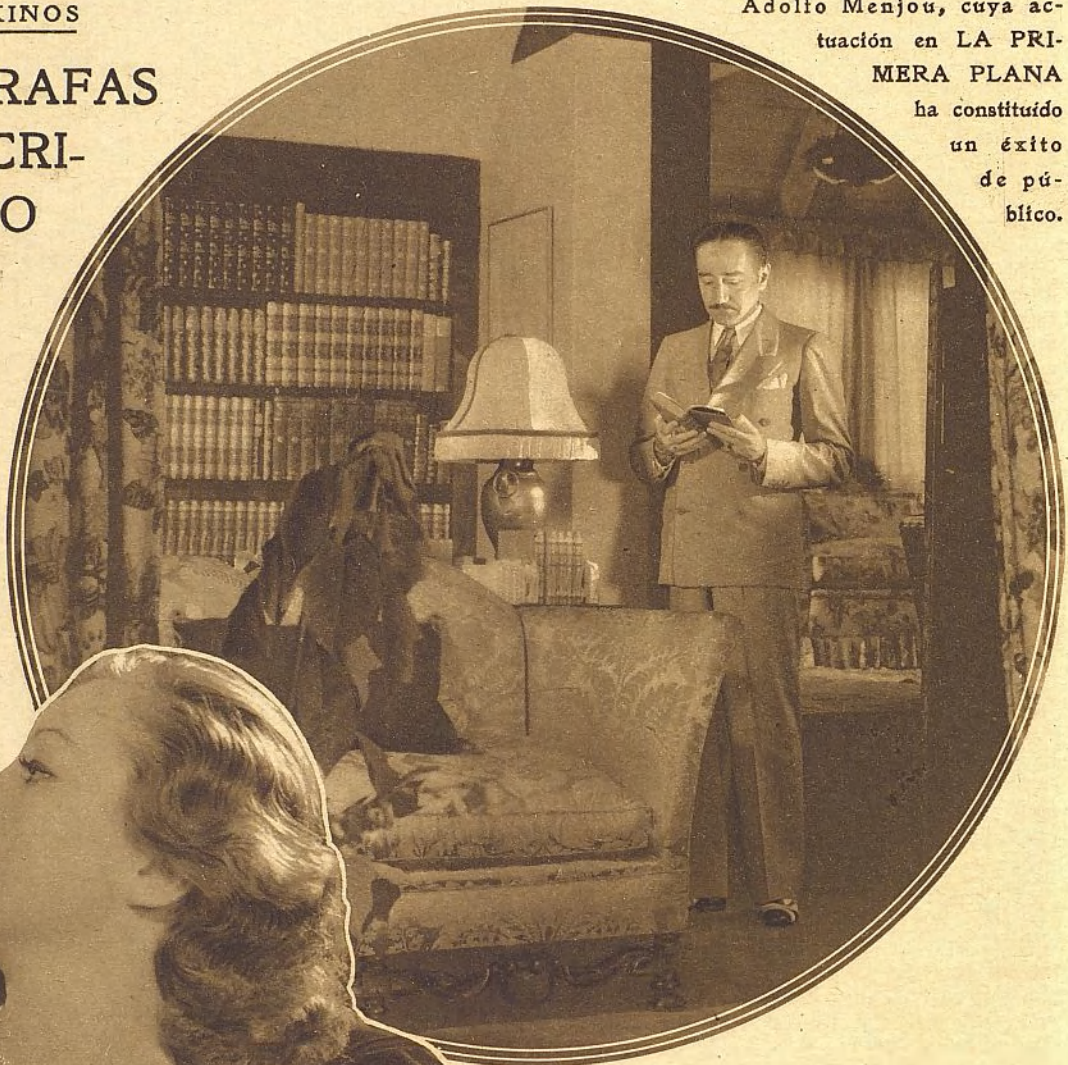 KINOS
RAFAS
CRI-
O
Adolfo Menjou, cuya ac-
tuación en LA PRI-
MERA PLANA
ha constituído
un éxito
de pú-
blico.